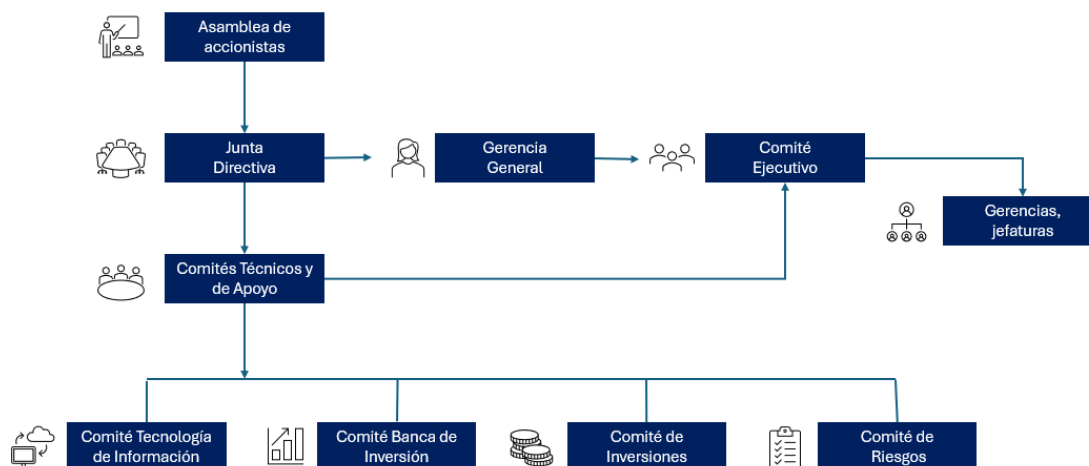 Asamblea de
accionistas
Junta
Directiva
Gerencia
General
Comité
Ejecutivo
Gerencias,
jefaturas
Comités Técnicos y
de Apoyo
Comité Tecnología
de Información
Comité Banca de
Inversión
Comité de
Inversiones
Comité de
Riesgos